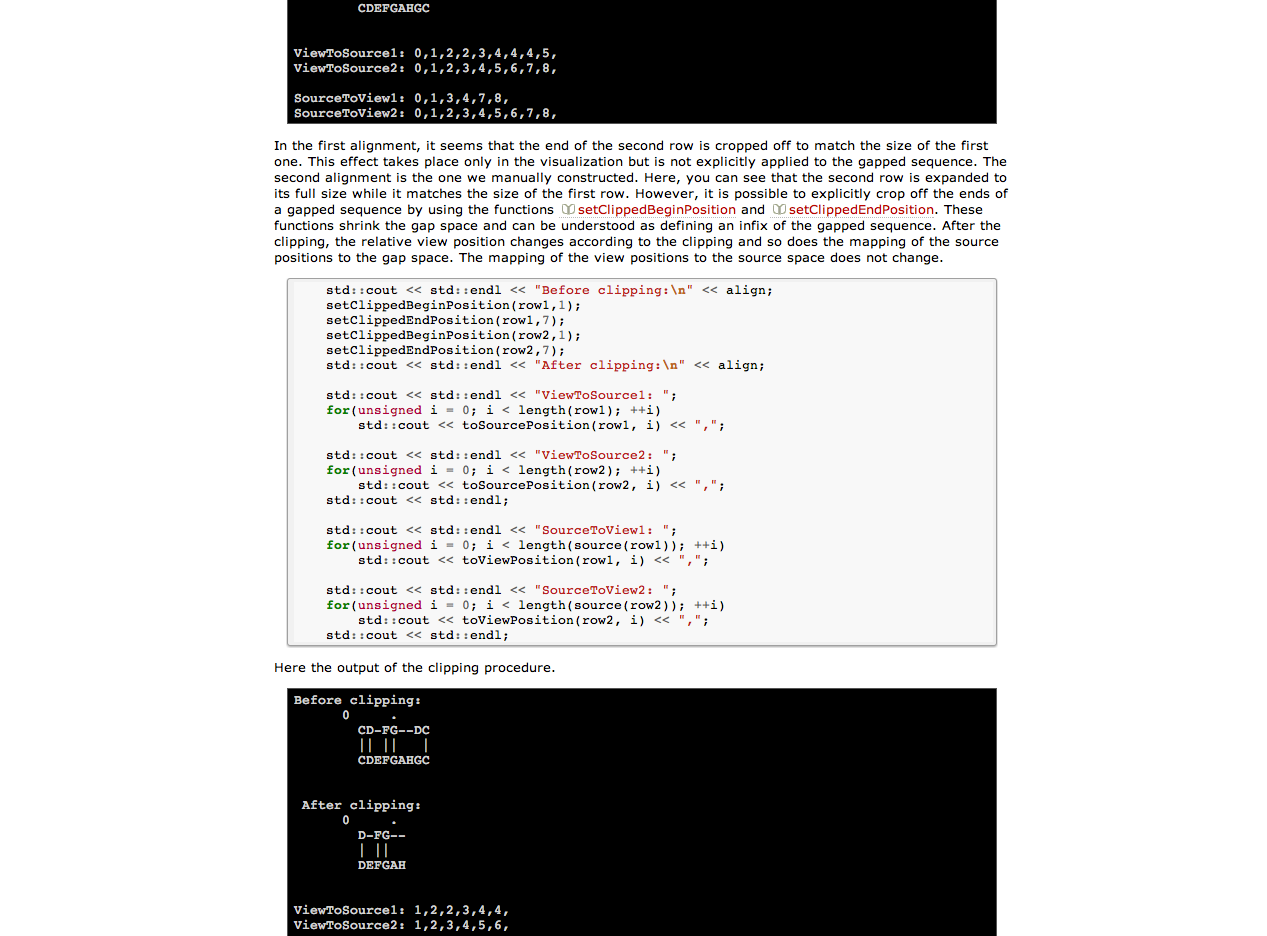 CDEFGAHGC
ViewToSource1: 0,1,2,2,3,4,4,4,5,
ViewToSource2: 0,1,2,3,4,5,6,7,8,
SourceToView1: 0,1,3,4,7,8,
SourceToView2: 0,1,2,3,4,5,6,7,8,
In the first alignment, it seems that the end of the second row is cropped off to match the size of the first
one. This effect takes place only in the visualization but is not explicitly applied to the gapped sequence. The
second alignment is the one we manually constructed. Here, you can see that the second row is expanded to
its full size while it matches the size of the first row. However, it is possible to explicitly crop off the ends of
a gapped sequence by using the functions setClippedBeginPosition and setClippedEndPosition. These
functions shrink the gap space and can be understood as defining an infix of the gapped sequence. After the
clipping, the relative view position changes according to the clipping and so does the mapping of the source
positions to the gap space. The mapping of the view positions to the source space does not change.
std::cout << std::endl << "Before clipping:\n" << align;
setClippedBeginPosition(row1,1);
setClippedEndPosition(row1,7);
setClippedBeginPosition(row2,1);
setClippedEndPosition(row2,7);
std::cout << std::endl << "After clipping:\n" << align;
std::cout << std::endl << "ViewToSource1: ";
for(unsigned i = 0; i < length(row1); ++i)
    std::cout << toSourcePosition(row1, i) << ",";
std::cout << std::endl << "ViewToSource2: ";
for(unsigned i = 0; i < length(row2); ++i)
    std::cout << toSourcePosition(row2, i) << ",";
std::cout << std::endl;
std::cout << std::endl << "SourceToView1: ";
for(unsigned i = 0; i < length(source(row1)); ++i)
    std::cout << toViewPosition(row1, i) << ",";
std::cout << std::endl << "SourceToView2: ";
for(unsigned i = 0; i < length(source(row2)); ++i)
    std::cout << toViewPosition(row2, i) << ",";
std::cout << std::endl;
Here the output of the clipping procedure.
Before clipping:
      0     .
        CD-FG--DC
        || ||   |
        CDEFGAHGC
After clipping:
      0     .
        D-FG--
        | ||
        DEFGAH
ViewToSource1: 1,2,2,3,4,4,
ViewToSource2: 1,2,3,4,5,6,